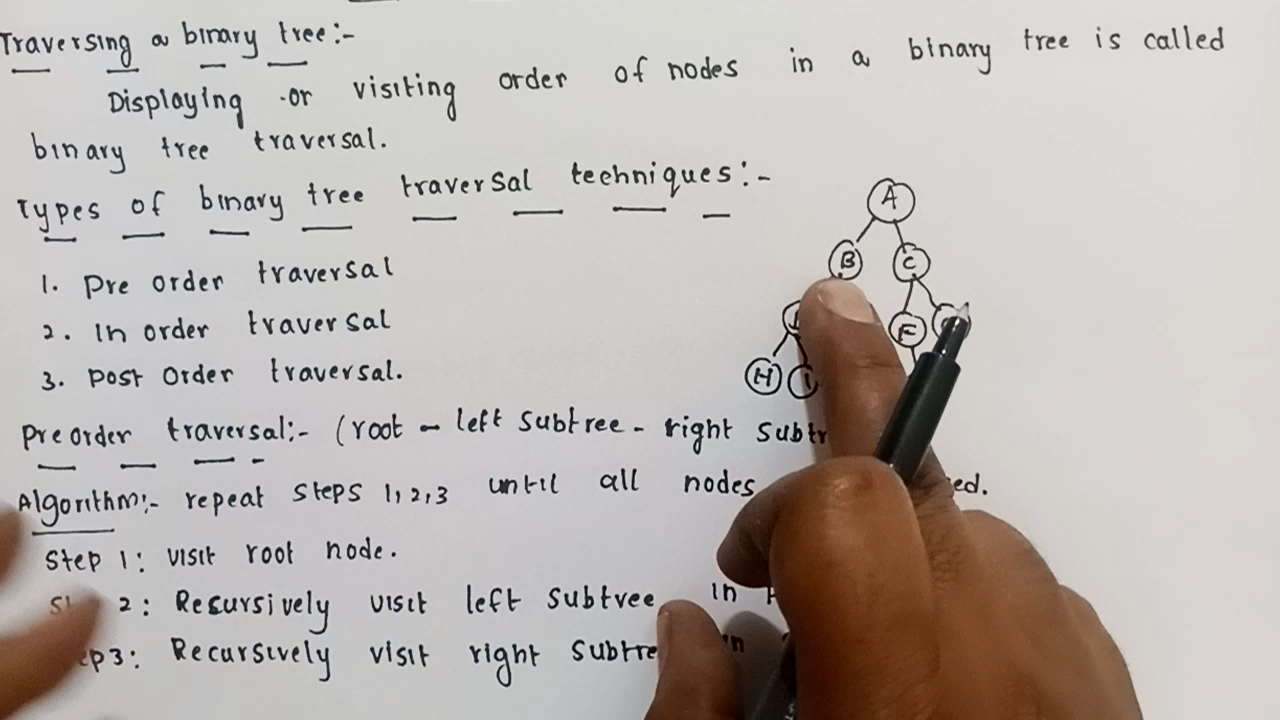 Traversing a binary tree:-
Displaying or visiting order of nodes in a binary tree is called
binary tree traversal.
Types of binary tree traversal techniques:-
1. Pre order traversal
2. In order traversal
3. Post order traversal.
Preorder traversal:- (root - left subtree - right subtr
Algorithm:- repeat steps 1,2,3 until all nodes
Step 1: visit root node.
2: Recursively visit left subtree in
3: Recursively visit right subtre
A
B C
F
H I